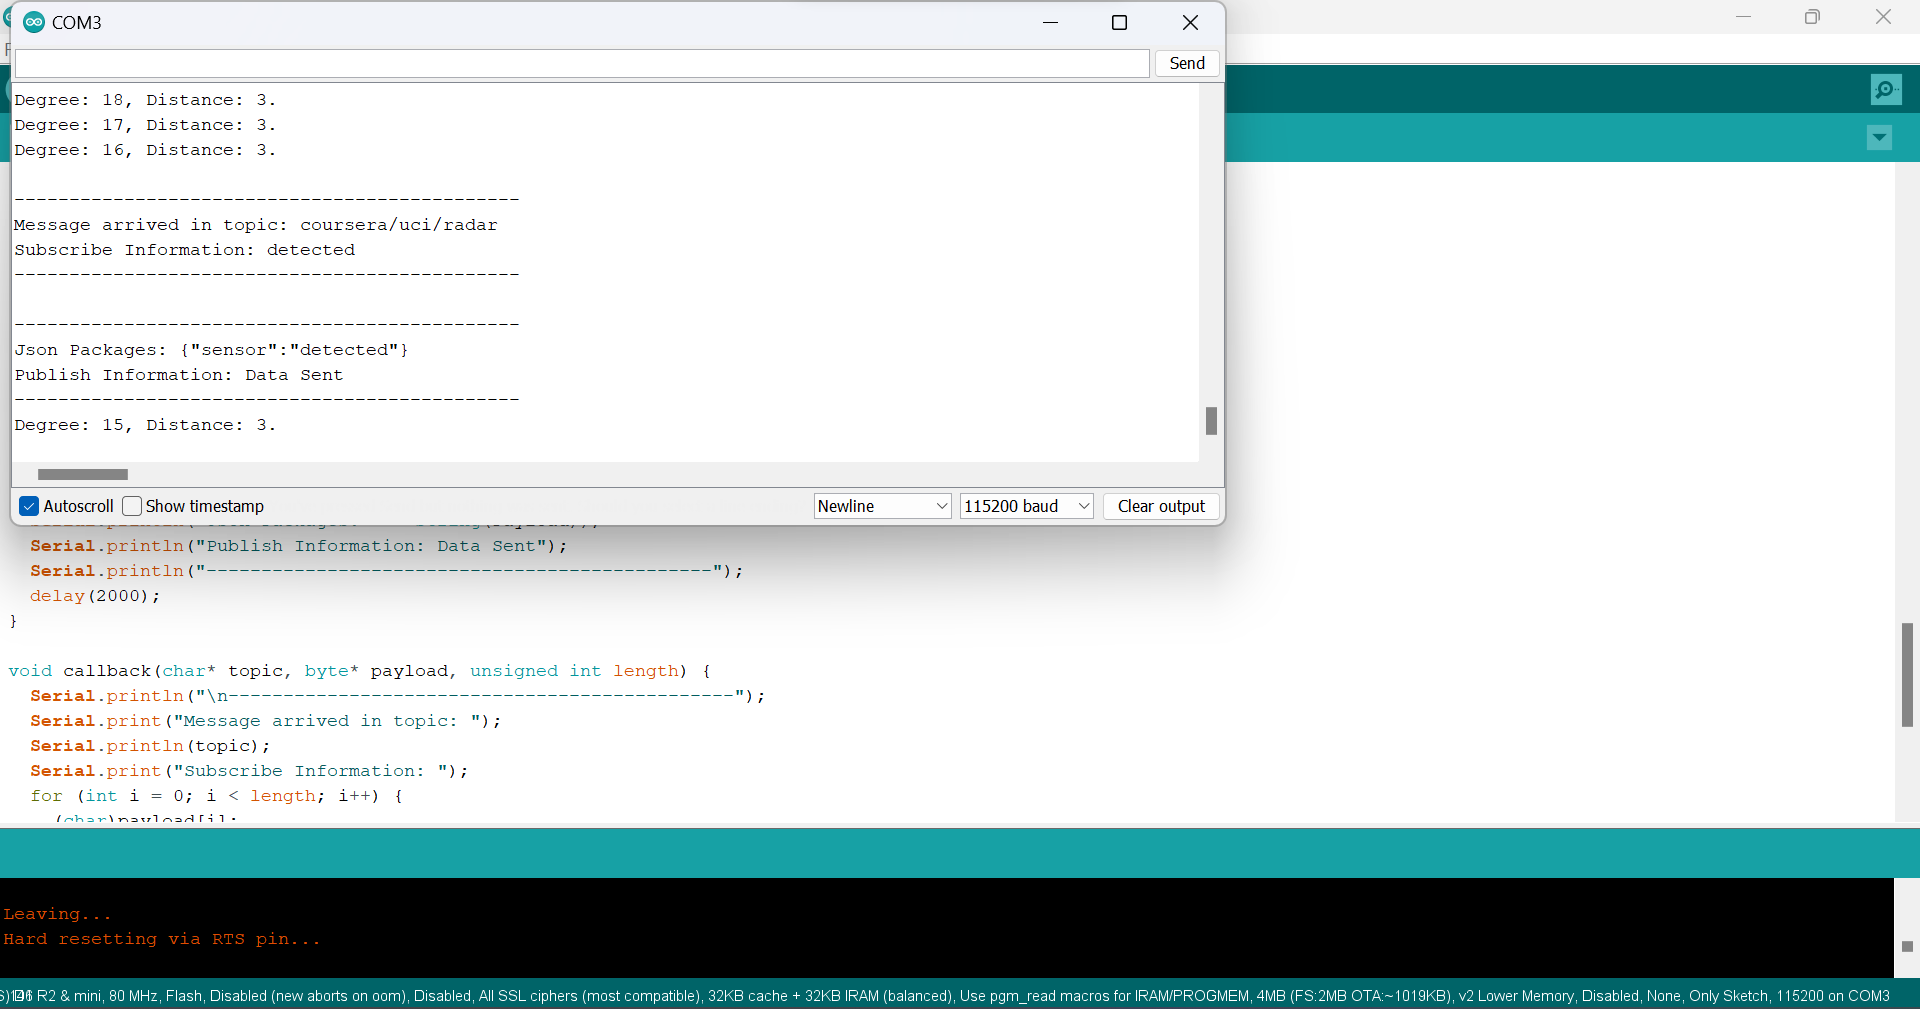 COM3
Send
Degree: 18, Distance: 3.
Degree: 17, Distance: 3.
Degree: 16, Distance: 3.
----------------------------------------------
Message arrived in topic: coursera/uci/radar
Subscribe Information: detected
----------------------------------------------
----------------------------------------------
Json Packages: {"sensor":"detected"}
Publish Information: Data Sent
----------------------------------------------
Degree: 15, Distance: 3.
Autoscroll Show timestamp Newline 115200 baud Clear output
Serial.println("Publish Information: Data Sent");
Serial.println("----------------------------------------------");
delay(2000);
}
void callback(char* topic, byte* payload, unsigned int length) {
Serial.println("\n----------------------------------------------");
Serial.print("Message arrived in topic: ");
Serial.println(topic);
Serial.print("Subscribe Information: ");
for (int i = 0; i < length; i++) {
(char)payload[i];
Leaving...
Hard resetting via RTS pin...
R2 & mini, 80 MHz, Flash, Disabled (new aborts on oom), Disabled, All SSL ciphers (most compatible), 32KB cache + 32KB IRAM (balanced), Use pgm_read macros for IRAM/PROGMEM, 4MB (FS:2MB OTA:~1019KB), v2 Lower Memory, Disabled, None, Only Sketch, 115200 on COM3